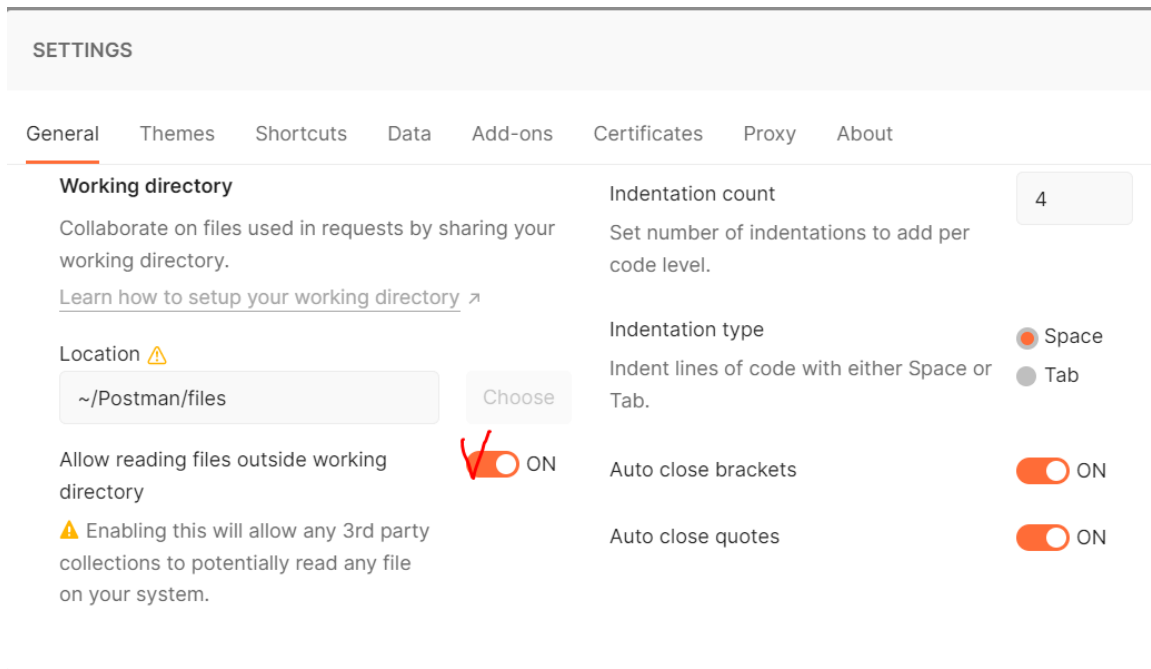 SETTINGS
General Themes Shortcuts Data Add-ons Certificates Proxy About
Working directory
Collaborate on files used in requests by sharing your
working directory.
Learn how to setup your working directory ↗
Location
~/Postman/files
Choose
Allow reading files outside working
directory
ON
Enabling this will allow any 3rd party
collections to potentially read any file
on your system.
Indentation count
4
Set number of indentations to add per
code level.
Indentation type
Indent lines of code with either Space or
Tab.
Space
Tab
Auto close brackets
ON
Auto close quotes
ON